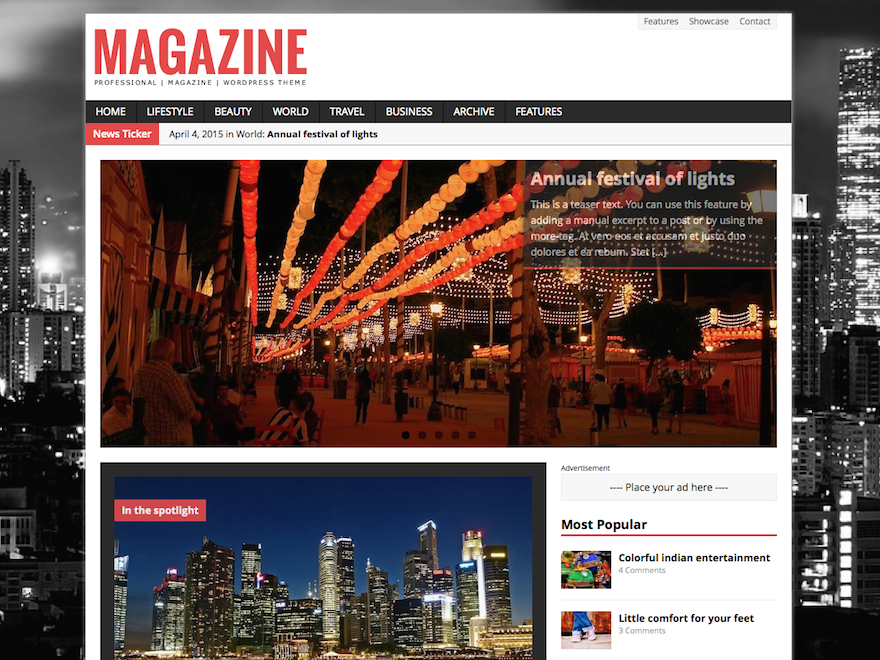 Features Showcase Contact
MAGAZINE
PROFESSIONAL | MAGAZINE | WORDPRESS THEME
HOME LIFESTYLE BEAUTY WORLD TRAVEL BUSINESS ARCHIVE FEATURES
News Ticker April 4, 2015 in World: Annual festival of lights
Annual festival of lights
This is a teaser text. You can use this feature by
adding a manual excerpt to a post or by using the
more-tag. At vero eos et accusam et justo duo
dolores et ea rebum. Stet [...]
In the spotlight
Advertisement
---- Place your ad here ----
Most Popular
Colorful indian entertainment
4 Comments
Little comfort for your feet
3 Comments